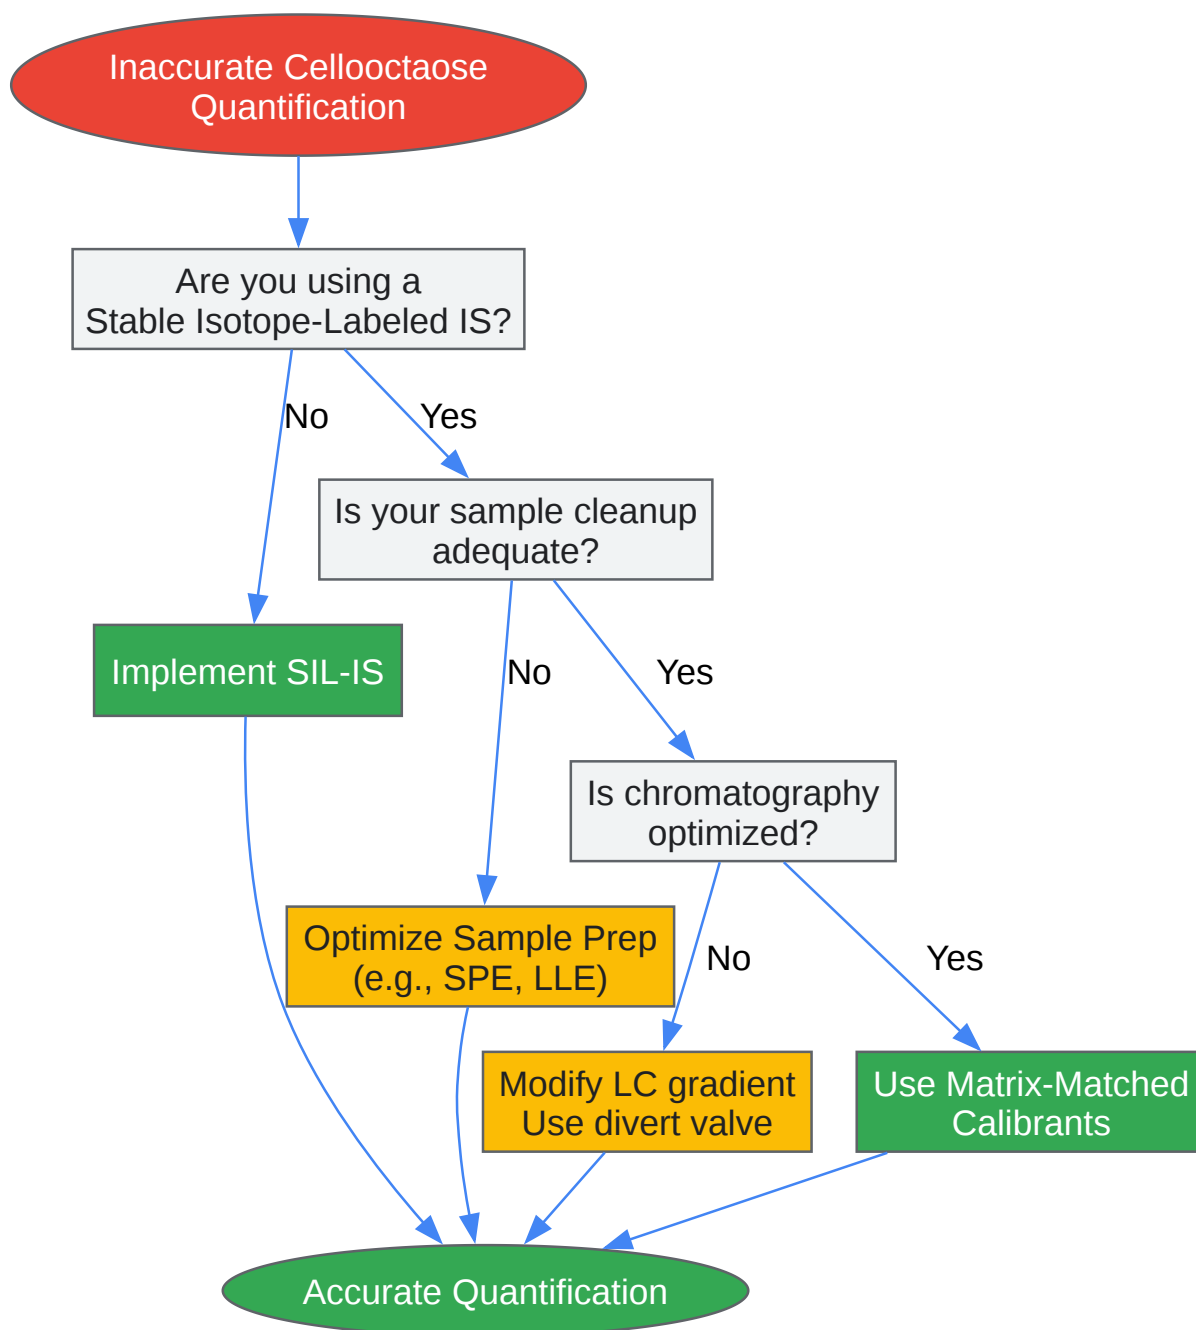 Inaccurate Cellooctaose
Quantification
Are you using a
Stable Isotope-Labeled IS?
No
Yes
Is your sample cleanup
adequate?
Implement SIL-IS
No
Yes
Is chromatography
optimized?
Optimize Sample Prep
(e.g., SPE, LLE)
No
Yes
Modify LC gradient
Use divert valve
Use Matrix-Matched
Calibrants
Accurate Quantification